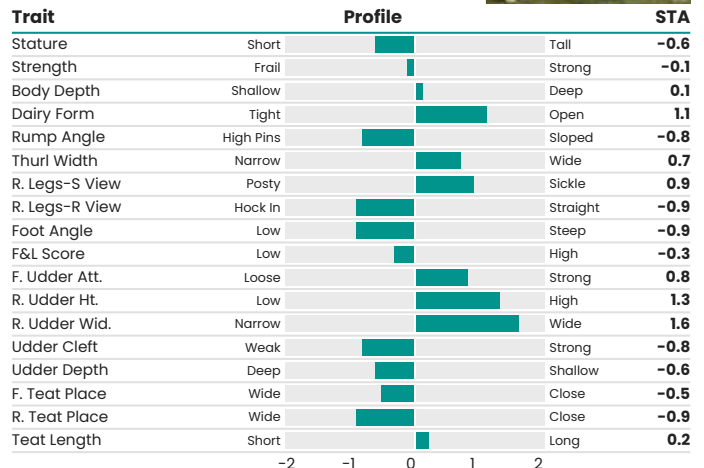 Trait Profile STA
Stature Short Tall −0.6
Strength Frail Strong −0.1
Body Depth Shallow Deep 0.1
Dairy Form Tight Open 1.1
Rump Angle High Pins Sloped −0.8
Thurl Width Narrow Wide 0.7
R. Legs-S View Posty Sickle 0.9
R. Legs-R View Hock In Straight −0.9
Foot Angle Low Steep −0.9
F&L Score Low High −0.3
F. Udder Att. Loose Strong 0.8
R. Udder Ht. Low High 1.3
R. Udder Wid. Narrow Wide 1.6
Udder Cleft Weak Strong −0.8
Udder Depth Deep Shallow −0.6
F. Teat Place Wide Close −0.5
R. Teat Place Wide Close −0.9
Teat Length Short Long 0.2
−2 −1 0 1 2